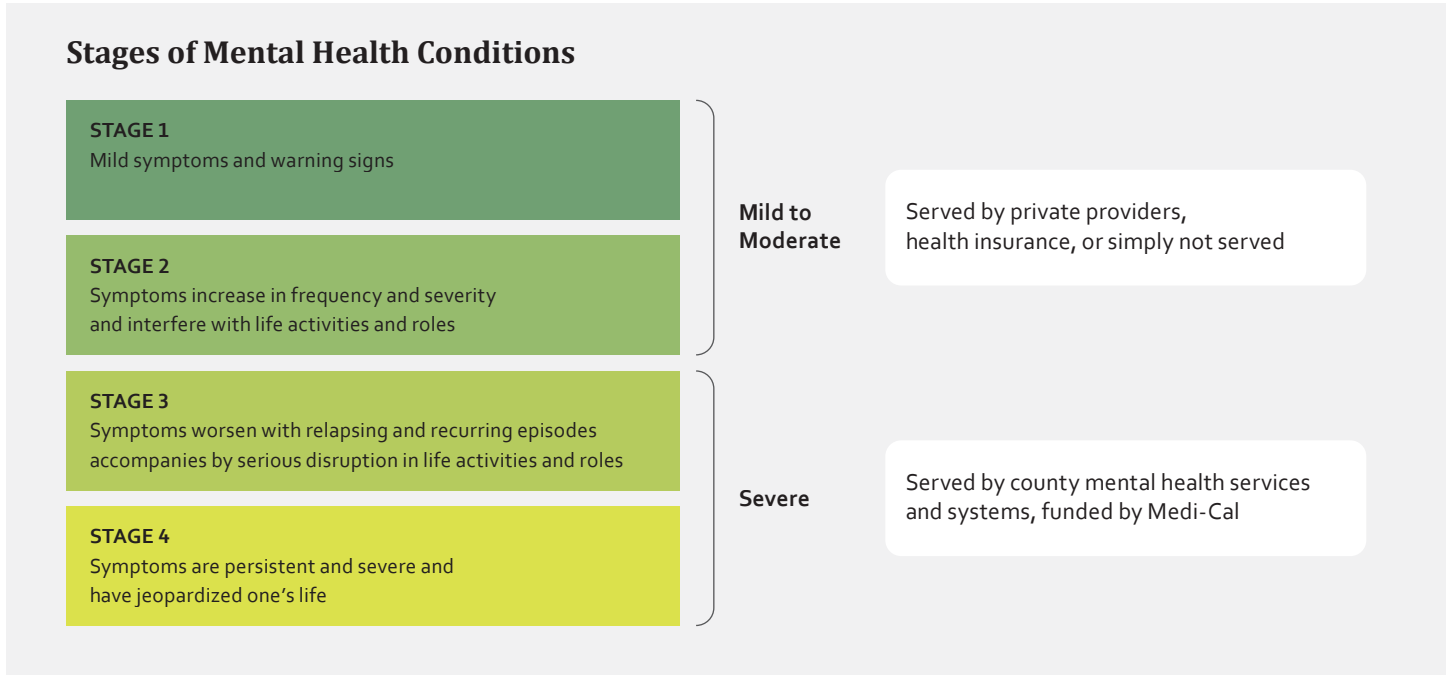 Stages of Mental Health Conditions
STAGE 1
Mild symptoms and warning signs
STAGE 2
Symptoms increase in frequency and severity
and interfere with life activities and roles
Mild to
Moderate
Served by private providers,
health insurance, or simply not served
STAGE 3
Symptoms worsen with relapsing and recurring episodes
accompanies by serious disruption in life activities and roles
STAGE 4
Symptoms are persistent and severe and
have jeopardized one’s life
Severe
Served by county mental health services
and systems, funded by Medi-Cal